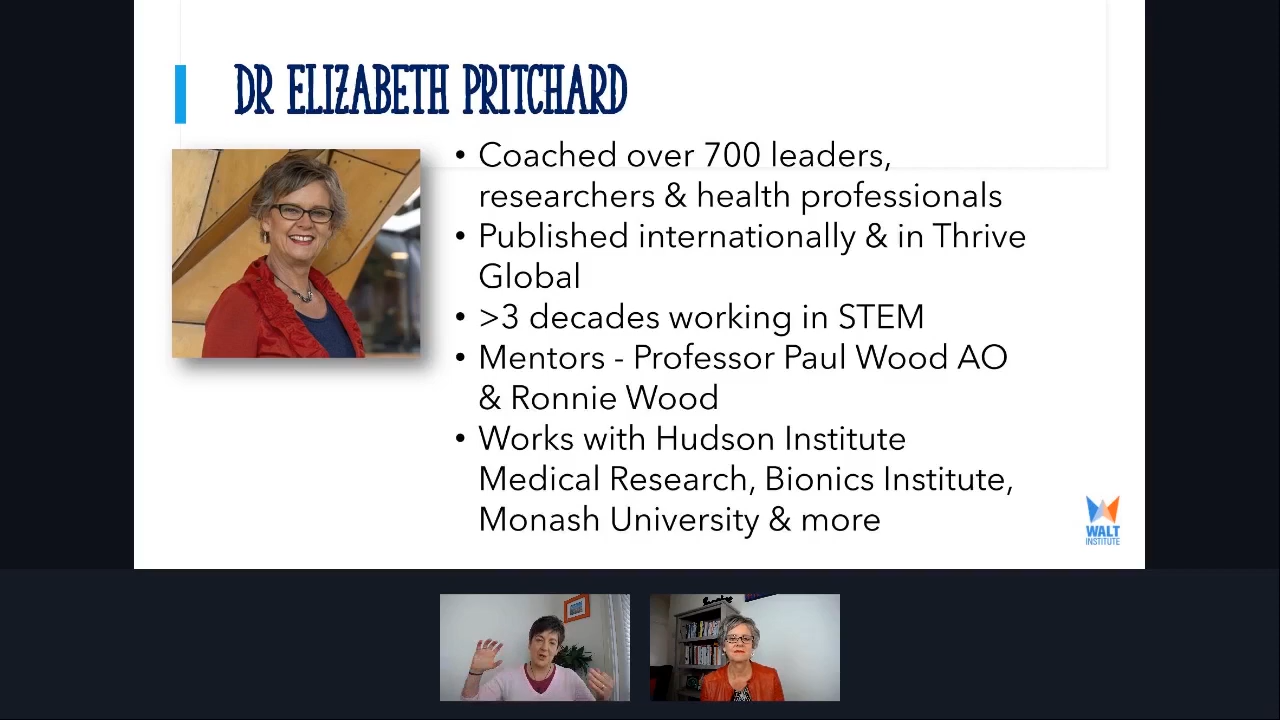 DR ELIZABETH PRITCHARD
• Coached over 700 leaders,
researchers & health professionals
• Published internationally & in Thrive
Global
• >3 decades working in STEM
• Mentors - Professor Paul Wood AO
& Ronnie Wood
• Works with Hudson Institute
Medical Research, Bionics Institute,
Monash University & more
WALT
INSTITUTE